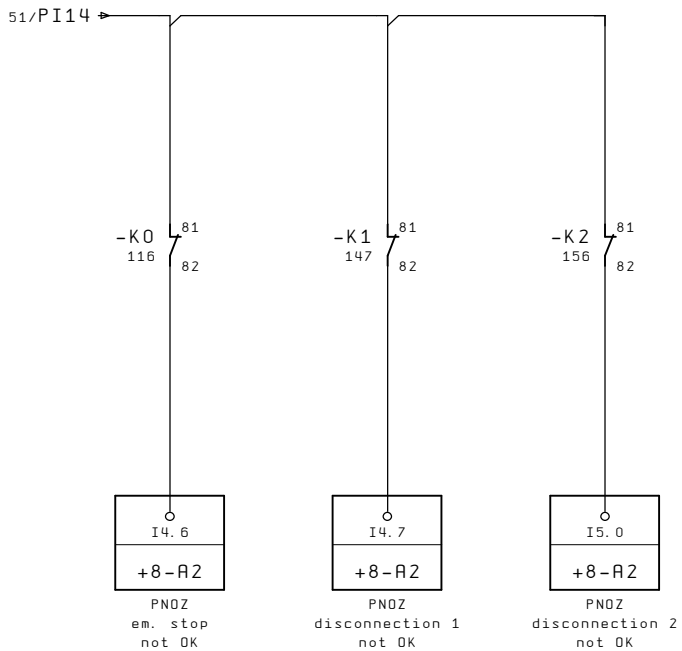 51/PI14
81 81 81
-K0 -K1 -K2
116 147 156
82 82 82
I4.6 I4.7 I5.0
+8-A2 +8-A2 +8-A2
PNOZ PNOZ PNOZ
em. stop disconnection 1 disconnection 2
not OK not OK not OK